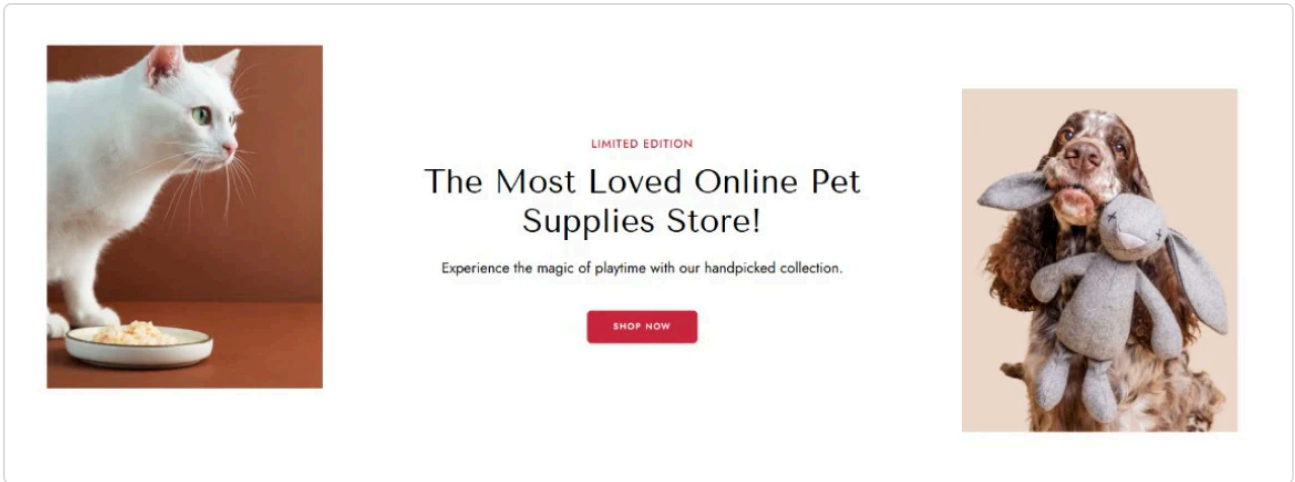 LIMITED EDITION
The Most Loved Online Pet
Supplies Store!
Experience the magic of playtime with our handpicked collection.
SHOP NOW